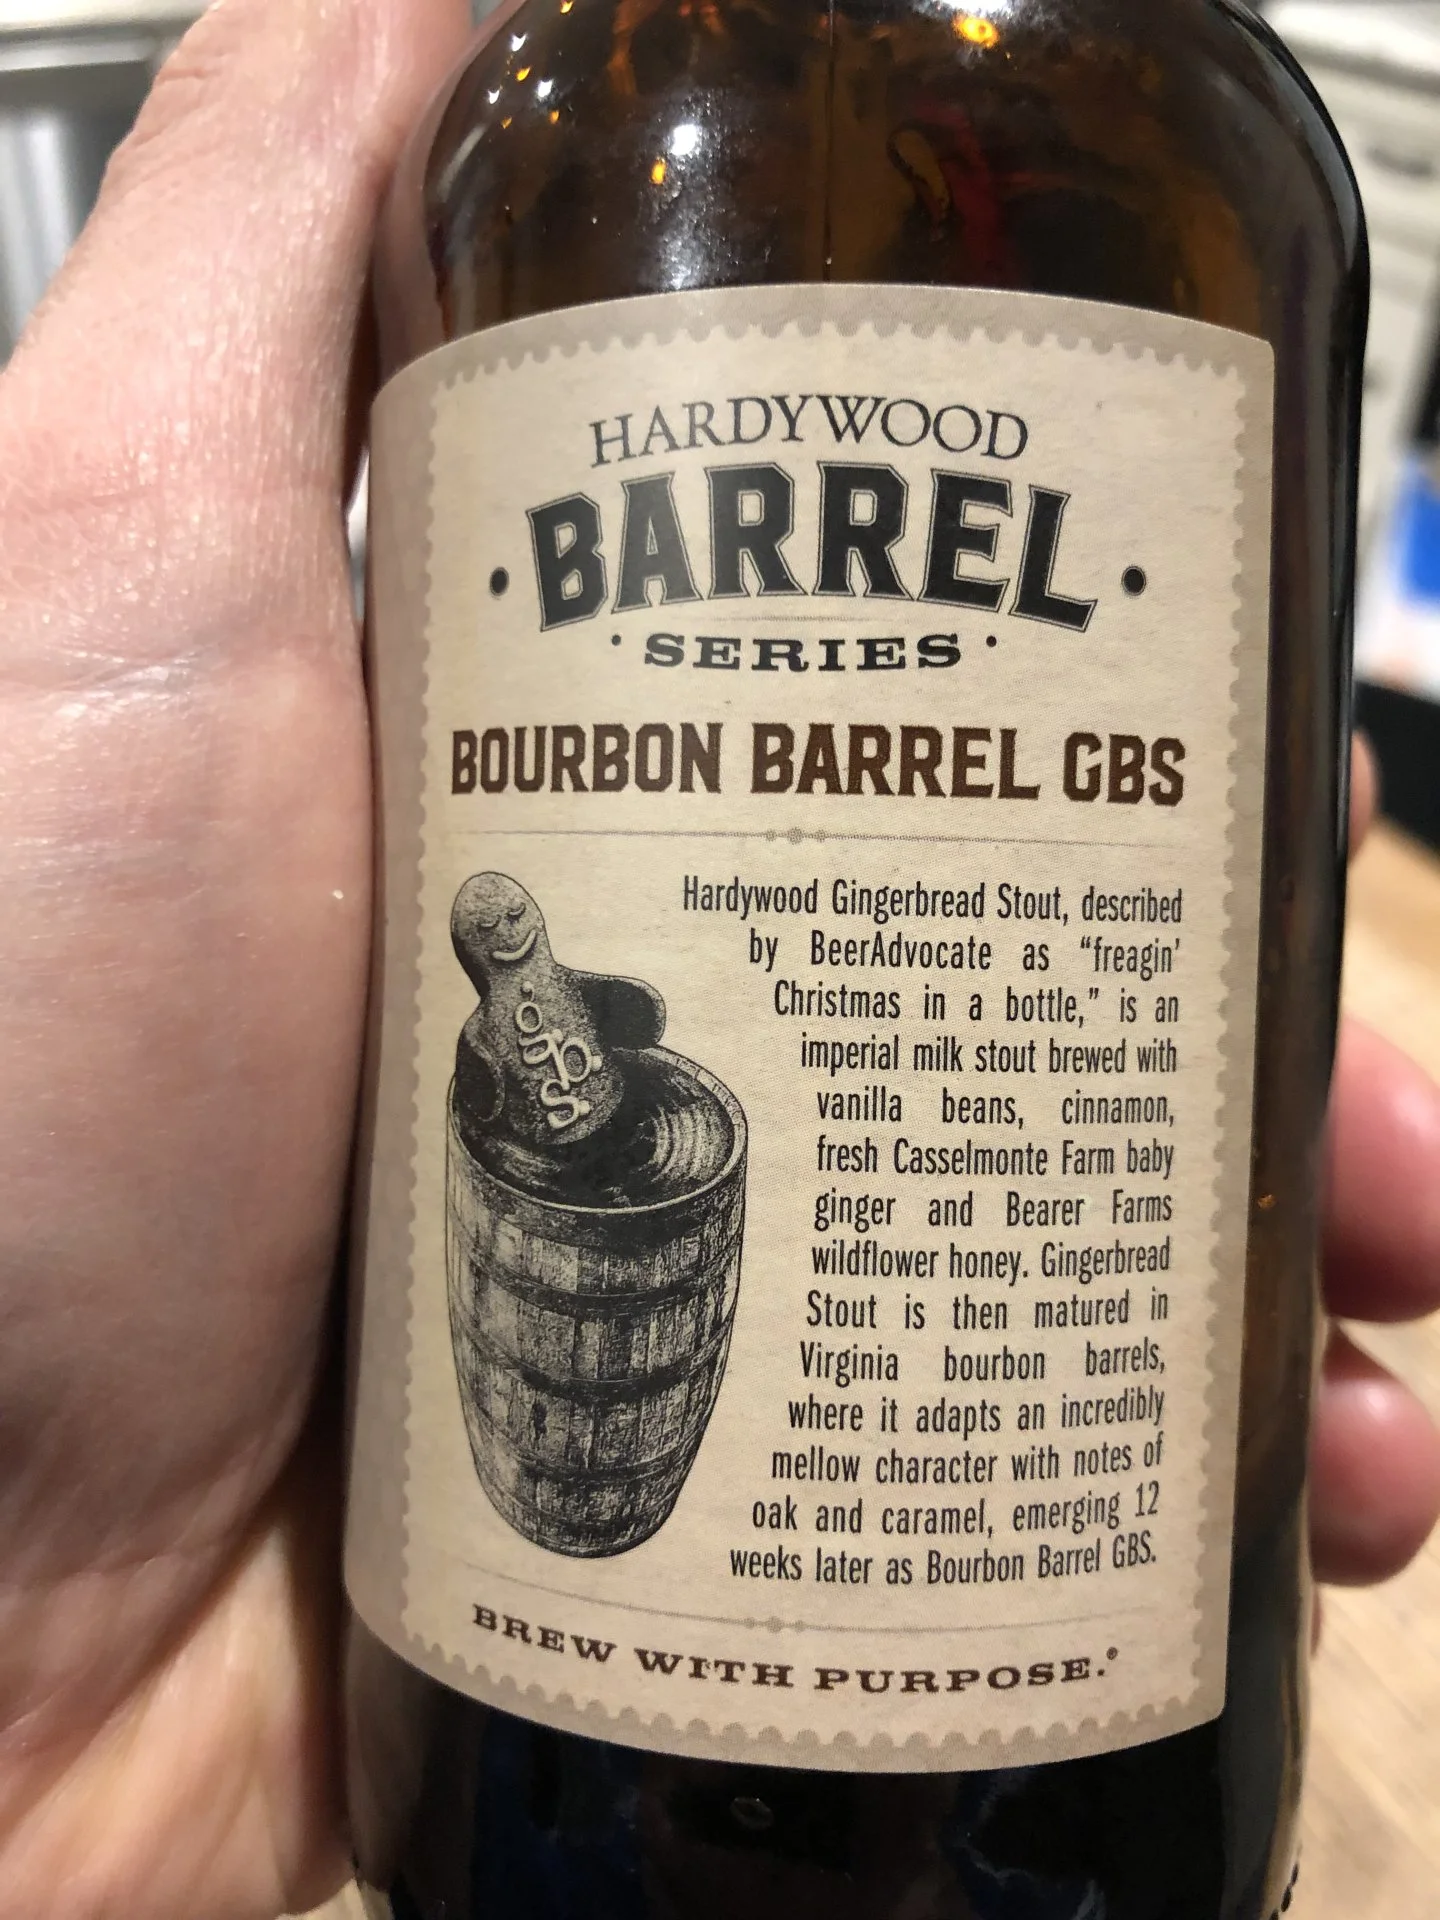 HARDYWOOD
• BARREL •
• SERIES •
BOURBON BARREL GBS
Hardywood Gingerbread Stout, described
by BeerAdvocate as “freagin’
Christmas in a bottle,” is an
imperial milk stout brewed with
vanilla beans, cinnamon,
fresh Casselmonte Farm baby
ginger and Bearer Farms
wildflower honey. Gingerbread
Stout is then matured in
Virginia bourbon barrels,
where it adapts an incredibly
mellow character with notes of
oak and caramel, emerging 12
weeks later as Bourbon Barrel GBS.
g.b.
s.
BREW WITH PURPOSE.®